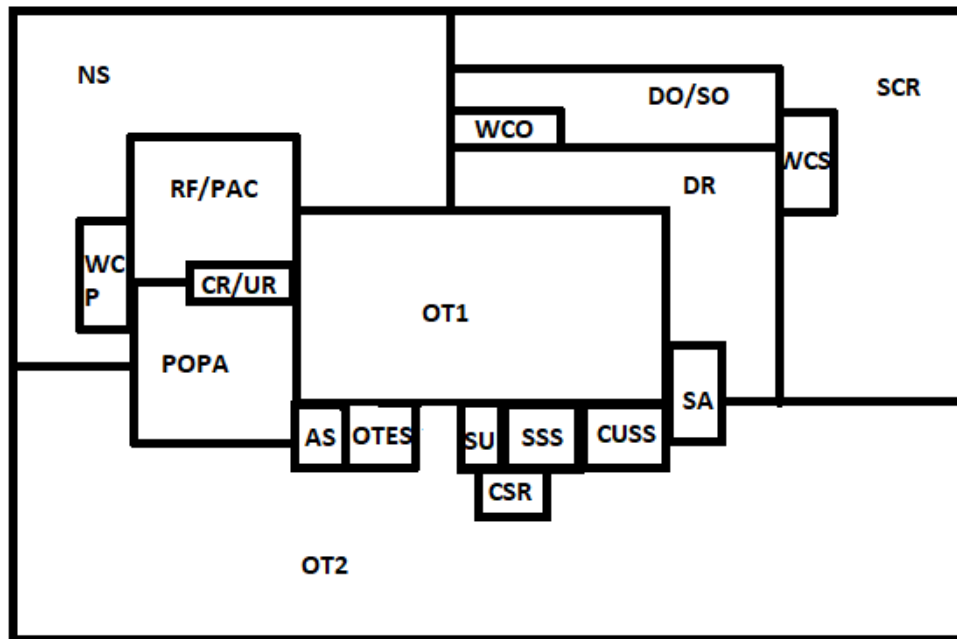 NS
DO/SO
SCR
WCO
WCS
RF/PAC
DR
WC
P
CR/UR
OT1
POPA
SA
AS
OTES
SU
SSS
CUSS
CSR
OT2